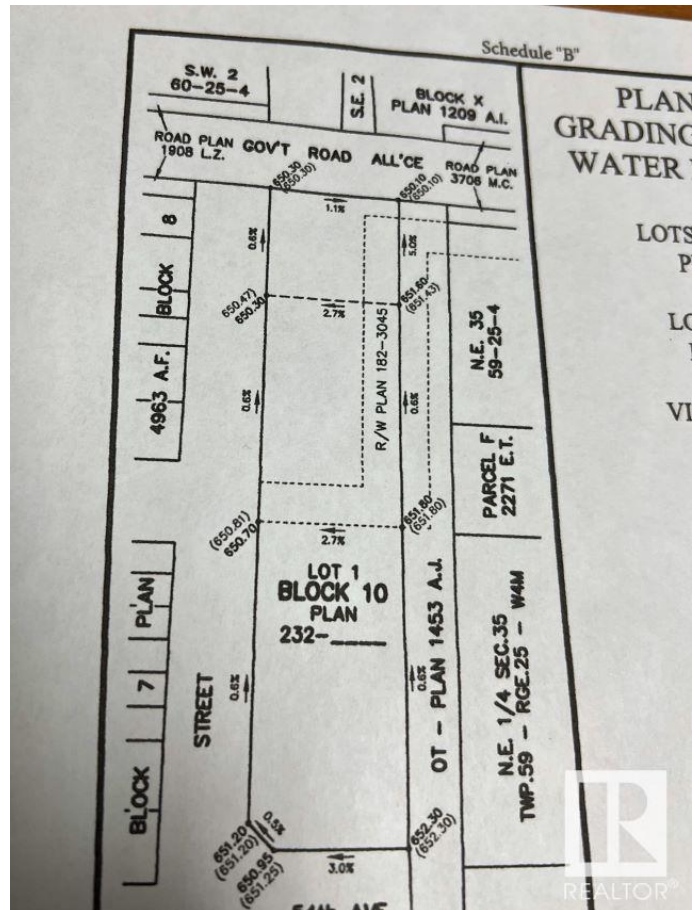 Schedule "B"
S.W. 2
60-25-4
S.E. 2
BLOCK X
PLAN 1209 A.I.
PLAN
GRADING
WATER
ROAD PLAN
1908 L.Z.
GOV'T ROAD ALL'CE
ROAD PLAN
3706 M.C.
650.30
(650.30)
650.10
(650.10)
1.1%
LOTS
8
BLOCK
4963 A.F.
0.6%
5.0%
(650.47)
650.30
2.7%
651.60
(651.43)
R/W PLAN 182-3045
N.E. 35
59-25-4
0.6%
0.6%
PARCEL F
2271 E.T.
(650.81)
650.70
2.7%
651.80
(651.80)
LOT 1
BLOCK 10
PLAN
232-_____
PLAN
7
BLOCK
STREET
0.6%
0.6%
OT - PLAN 1453 A.J.
N.E. 1/4 SEC.35
TWP.59 - RGE.25 - W4M
651.20
(651.20)
0.5%
650.95
(651.25)
3.0%
652.30
(652.30)
54th AVE
R
REALTOR®